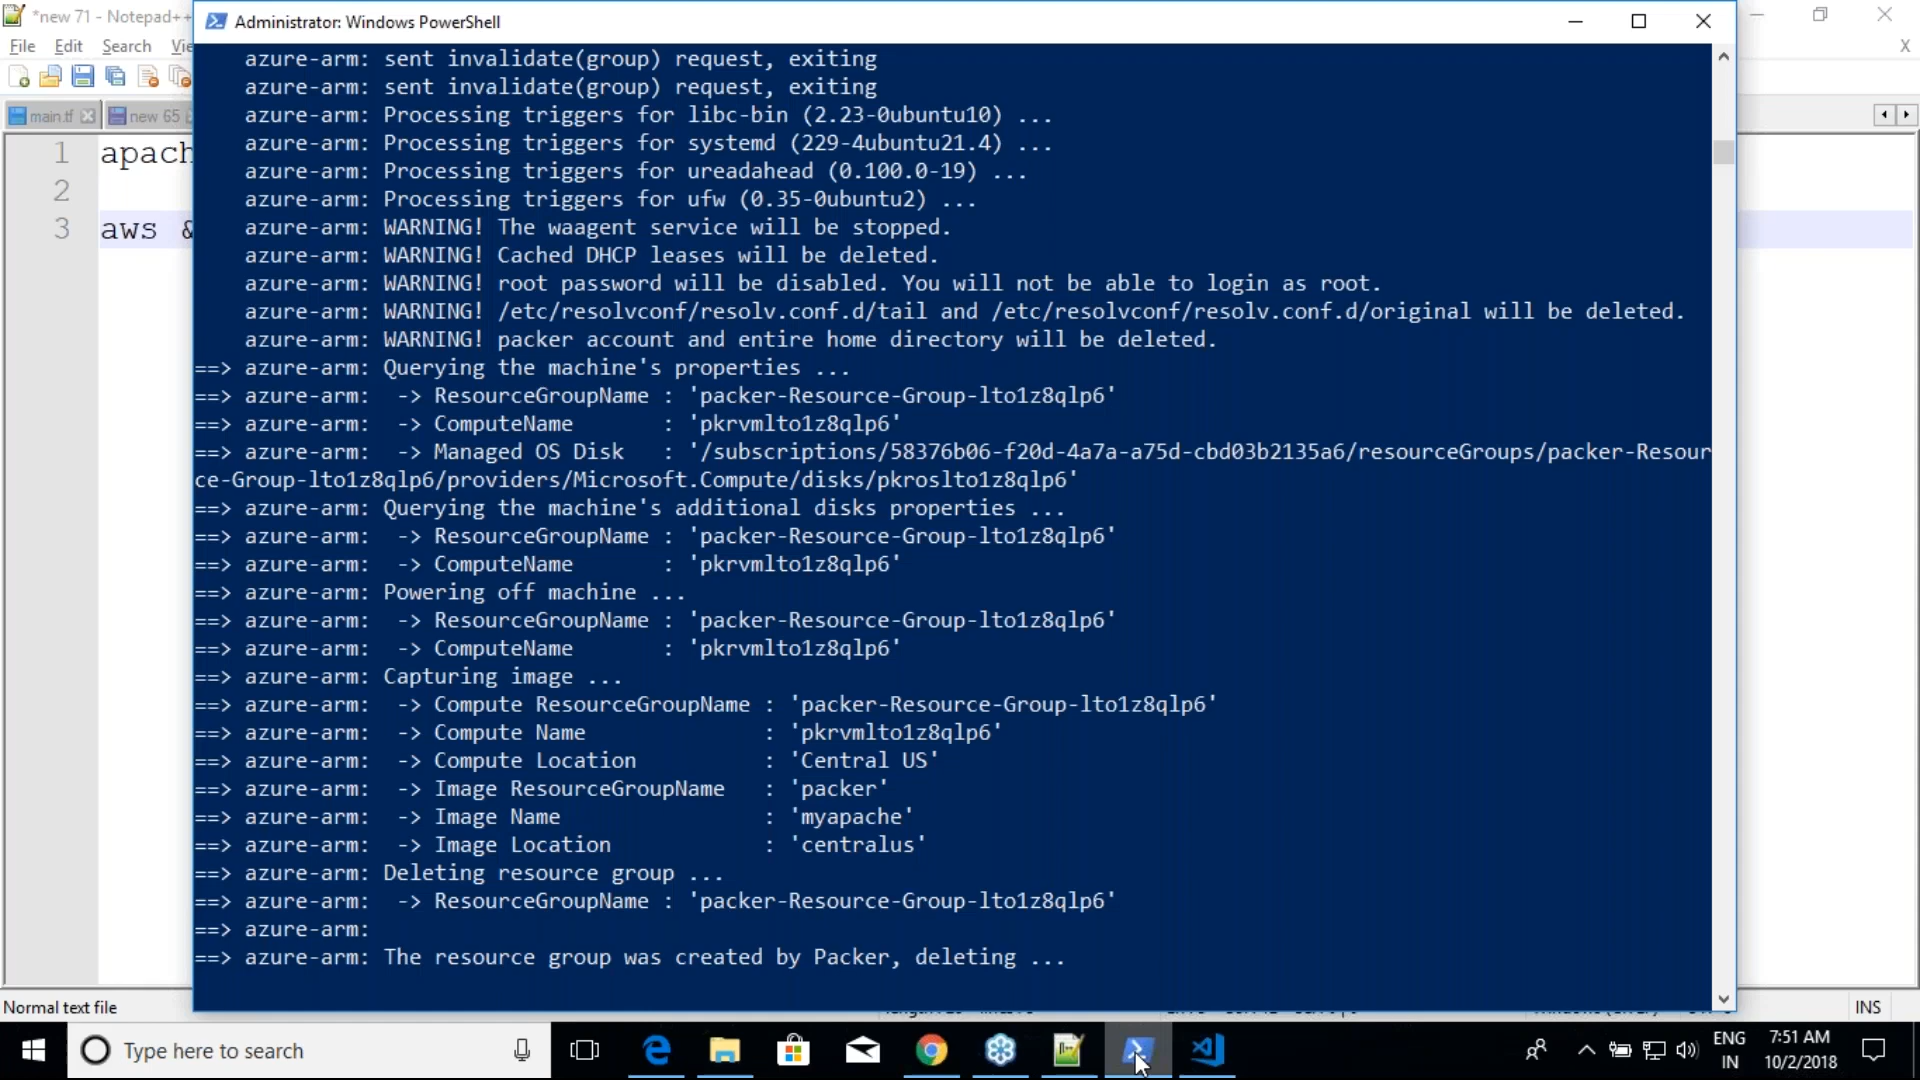 *new 71 - Notepad++
Administrator: Windows PowerShell
File Edit Search
main.tf new 65
1 apach
2
3 aws &
azure-arm: sent invalidate(group) request, exiting
azure-arm: sent invalidate(group) request, exiting
azure-arm: Processing triggers for libc-bin (2.23-0ubuntu10) ...
azure-arm: Processing triggers for systemd (229-4ubuntu21.4) ...
azure-arm: Processing triggers for ureadahead (0.100.0-19) ...
azure-arm: Processing triggers for ufw (0.35-0ubuntu2) ...
azure-arm: WARNING! The waagent service will be stopped.
azure-arm: WARNING! Cached DHCP leases will be deleted.
azure-arm: WARNING! root password will be disabled. You will not be able to login as root.
azure-arm: WARNING! /etc/resolvconf/resolv.conf.d/tail and /etc/resolvconf/resolv.conf.d/original will be deleted.
azure-arm: WARNING! packer account and entire home directory will be deleted.
==> azure-arm: Querying the machine's properties ...
==> azure-arm:  -> ResourceGroupName : 'packer-Resource-Group-lto1z8qlp6'
==> azure-arm:  -> ComputeName       : 'pkrvmlto1z8qlp6'
==> azure-arm:  -> Managed OS Disk   : '/subscriptions/58376b06-f20d-4a7a-a75d-cbd03b2135a6/resourceGroups/packer-Resour
ce-Group-lto1z8qlp6/providers/Microsoft.Compute/disks/pkroslto1z8qlp6'
==> azure-arm: Querying the machine's additional disks properties ...
==> azure-arm:  -> ResourceGroupName : 'packer-Resource-Group-lto1z8qlp6'
==> azure-arm:  -> ComputeName       : 'pkrvmlto1z8qlp6'
==> azure-arm: Powering off machine ...
==> azure-arm:  -> ResourceGroupName : 'packer-Resource-Group-lto1z8qlp6'
==> azure-arm:  -> ComputeName       : 'pkrvmlto1z8qlp6'
==> azure-arm: Capturing image ...
==> azure-arm:  -> Compute ResourceGroupName : 'packer-Resource-Group-lto1z8qlp6'
==> azure-arm:  -> Compute Name              : 'pkrvmlto1z8qlp6'
==> azure-arm:  -> Compute Location          : 'Central US'
==> azure-arm:  -> Image ResourceGroupName   : 'packer'
==> azure-arm:  -> Image Name                : 'myapache'
==> azure-arm:  -> Image Location            : 'centralus'
==> azure-arm: Deleting resource group ...
==> azure-arm:  -> ResourceGroupName : 'packer-Resource-Group-lto1z8qlp6'
==> azure-arm:
==> azure-arm: The resource group was created by Packer, deleting ...
Normal text file
INS
Type here to search
ENG
IN
7:51 AM
10/2/2018